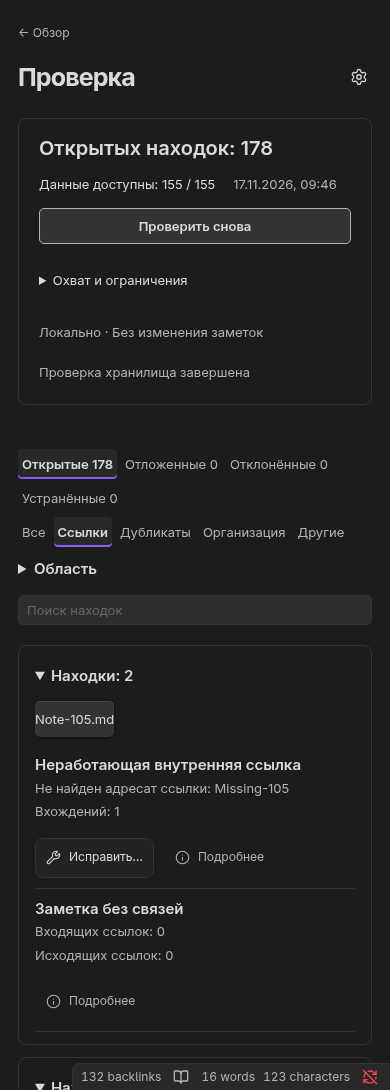 ← Обзор
Проверка
Открытых находок: 178
Данные доступны: 155 / 155 17.11.2026, 09:46
Проверить снова
▶ Охват и ограничения
Локально · Без изменения заметок
Проверка хранилища завершена
Открытые 178 Отложенные 0 Отклонённые 0
Устранённые 0
Все Ссылки Дубликаты Организация Другие
▶ Область
Поиск находок
▼ Находки: 2
Note-105.md
Неработающая внутренняя ссылка
Не найден адресат ссылки: Missing-105
Вхождений: 1
Исправить... Подробнее
Заметка без связей
Входящих ссылок: 0
Исходящих ссылок: 0
Подробнее
132 backlinks 16 words 123 characters